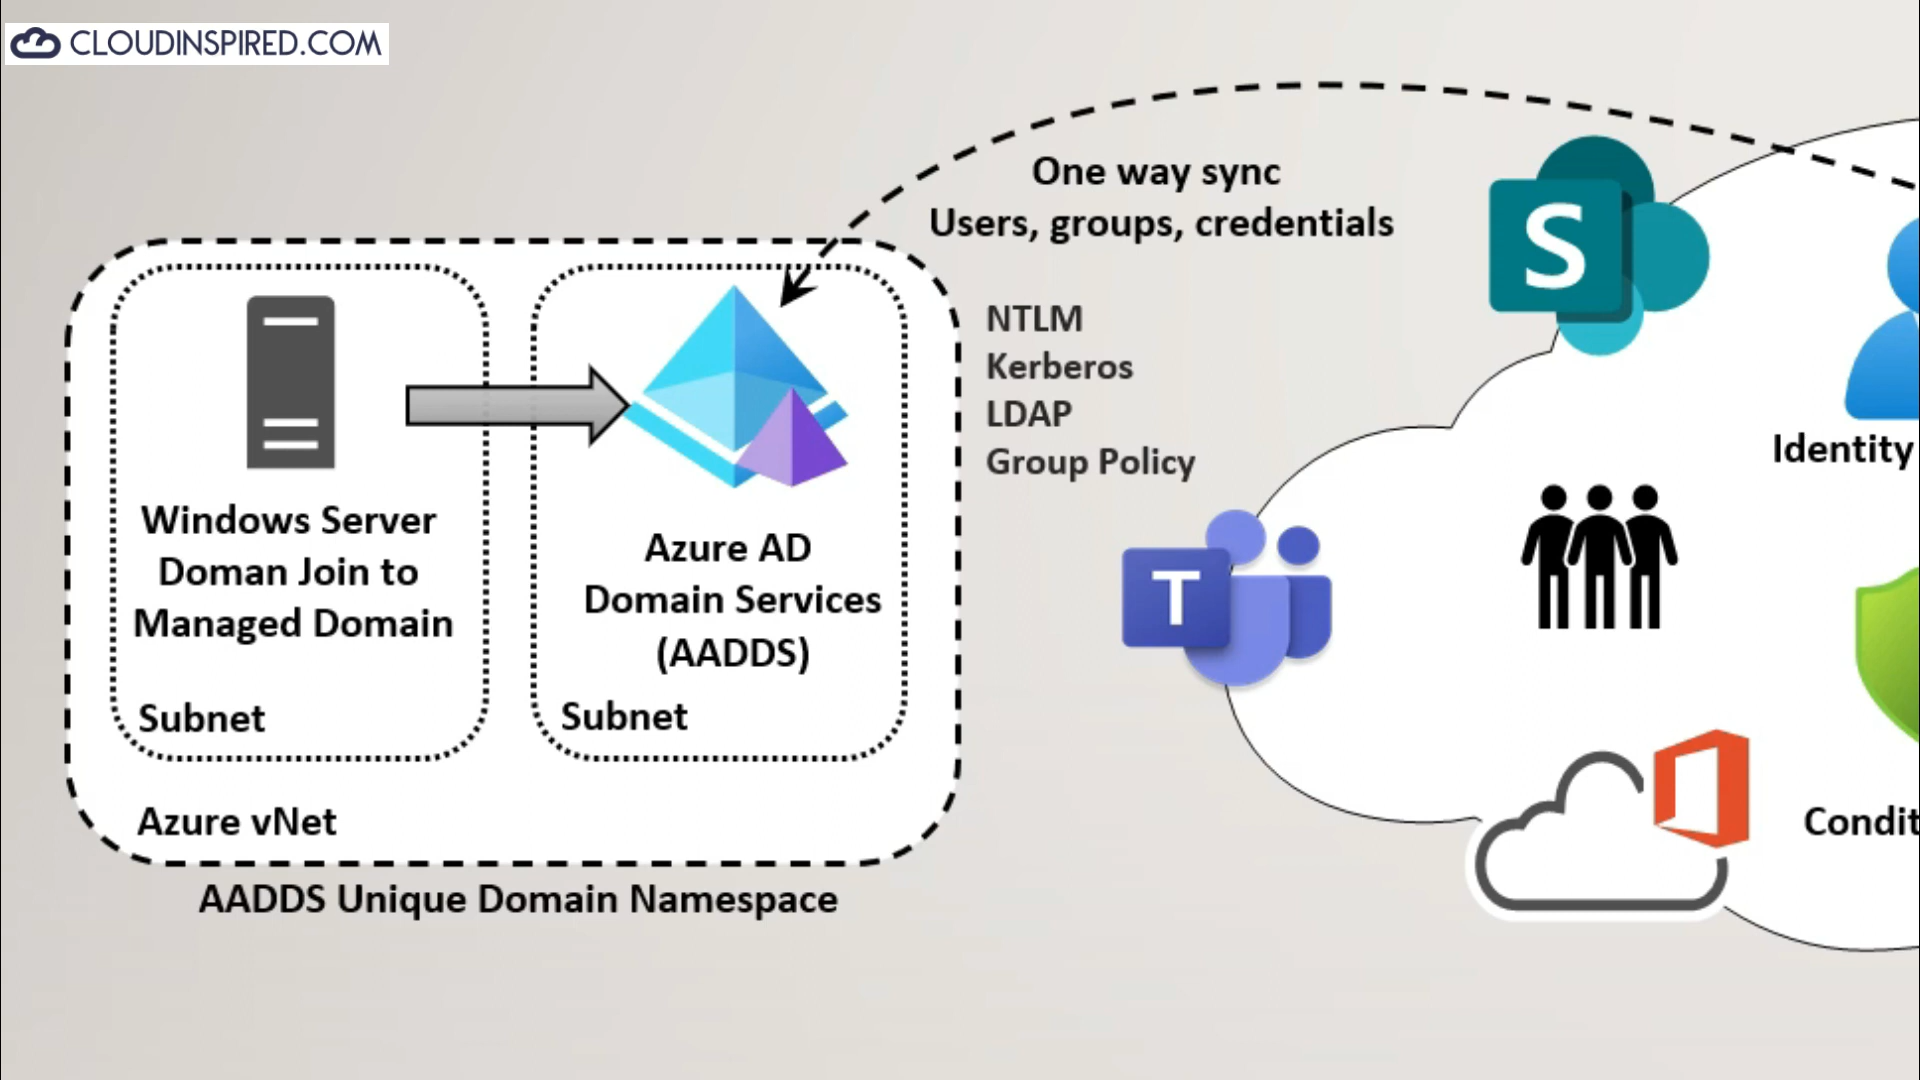 CLOUDINSPIRED.COM
One way sync
Users, groups, credentials
S
NTLM
Kerberos
LDAP
Group Policy
Identity
Windows Server
Doman Join to
Managed Domain
Subnet
Azure AD
Domain Services
(AADDS)
Subnet
T
Azure vNet
AADDS Unique Domain Namespace
Condit